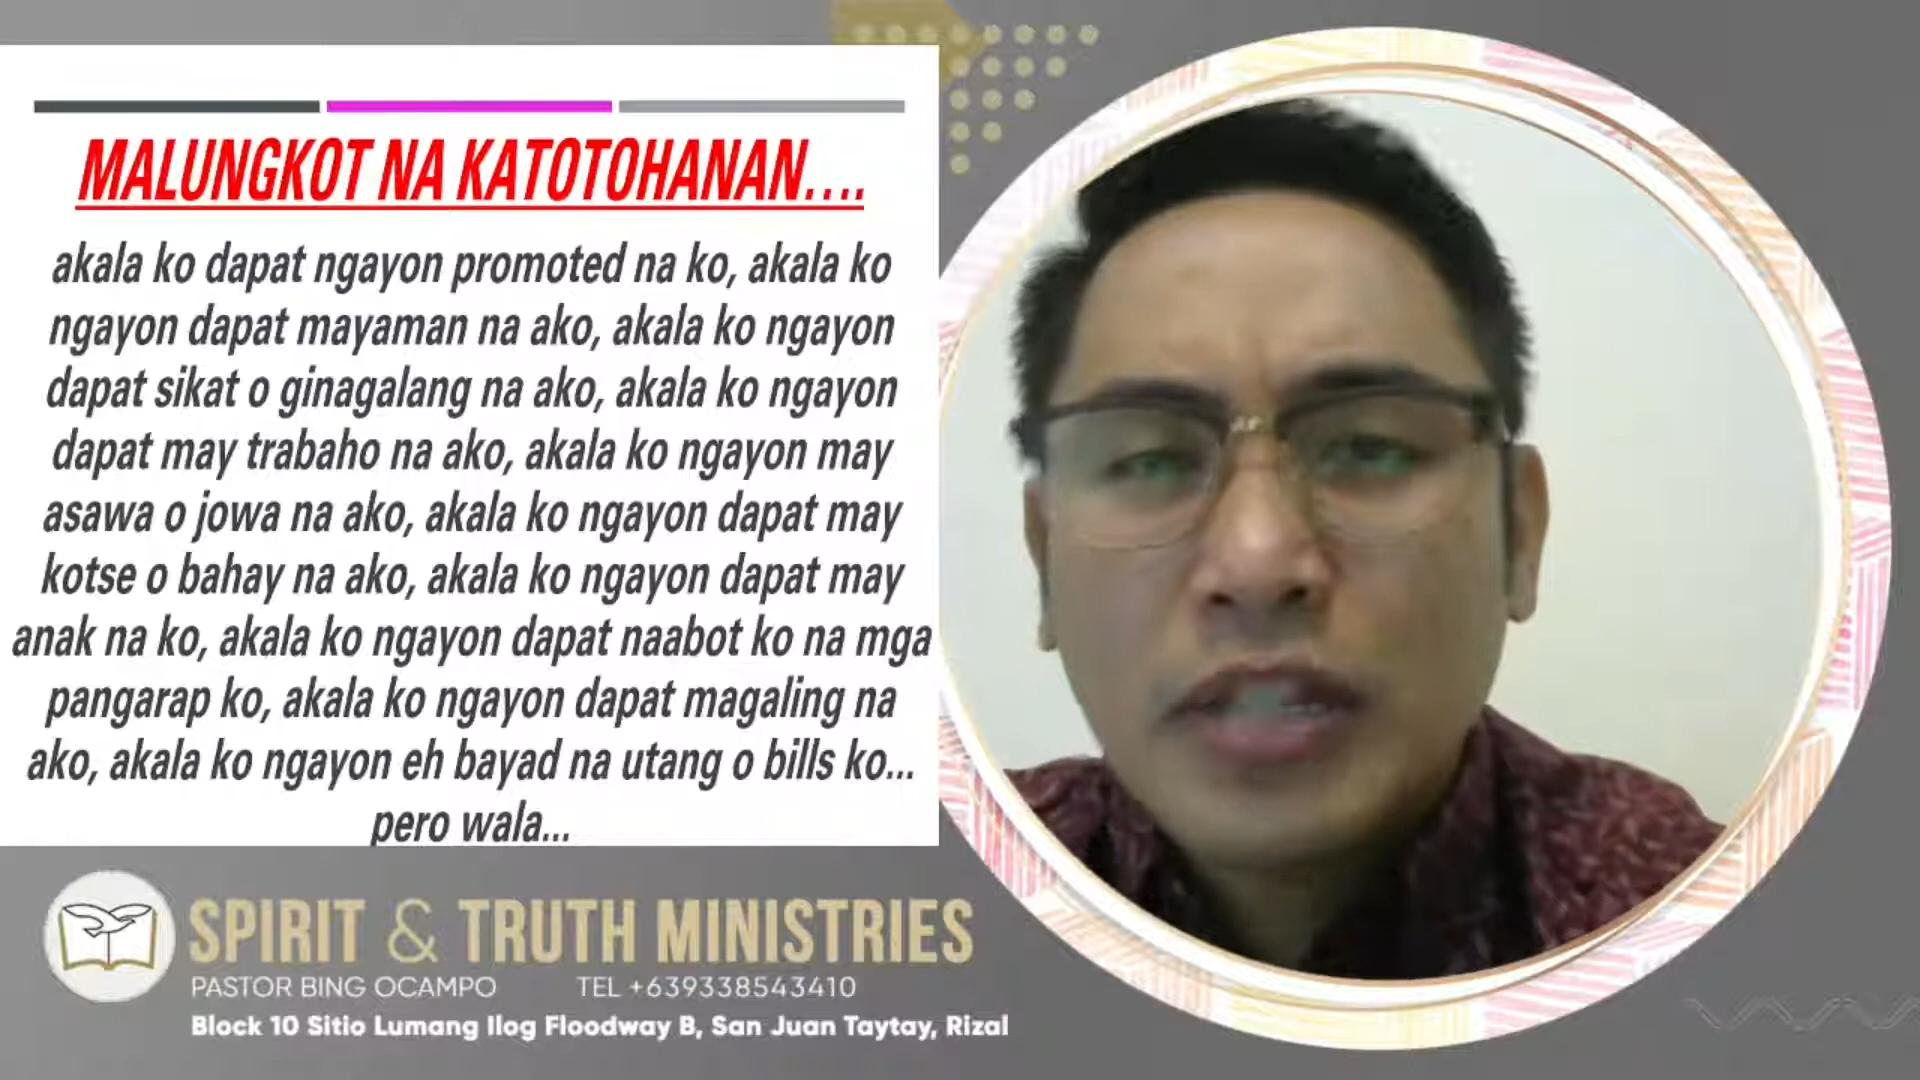 MALUNGKOT NA KATOTOHANAN....
akala ko dapat ngayon promoted na ko, akala ko
ngayon dapat mayaman na ako, akala ko ngayon
dapat sikat o ginagalang na ako, akala ko ngayon
dapat may trabaho na ako, akala ko ngayon may
asawa o jowa na ako, akala ko ngayon dapat may
kotse o bahay na ako, akala ko ngayon dapat may
anak na ko, akala ko ngayon dapat naabot ko na mga
pangarap ko, akala ko ngayon dapat magaling na
ako, akala ko ngayon eh bayad na utang o bills ko...
pero wala...
SPIRIT & TRUTH MINISTRIES
PASTOR BING OCAMPO TEL +639338543410
Block 10 Sitio Lumang Ilog Floodway B, San Juan Taytay, Rizal